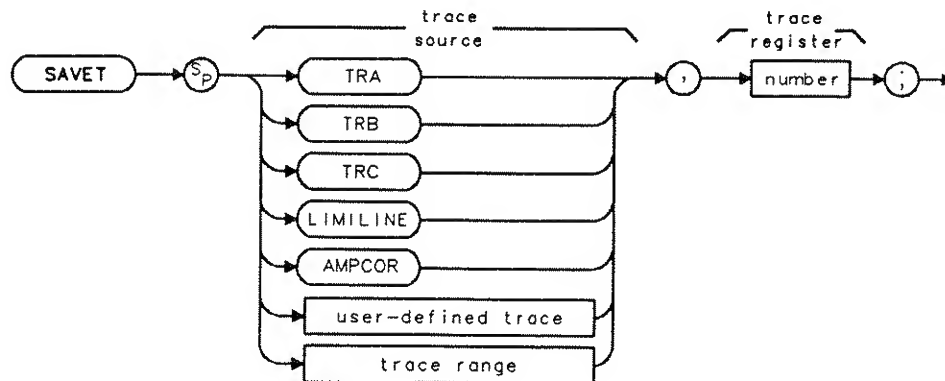 trace
source
trace
register
SAVET
SP
TRA
,
number
;
TRB
TRC
LIMILINE
AMPCOR
user-defined trace
trace range